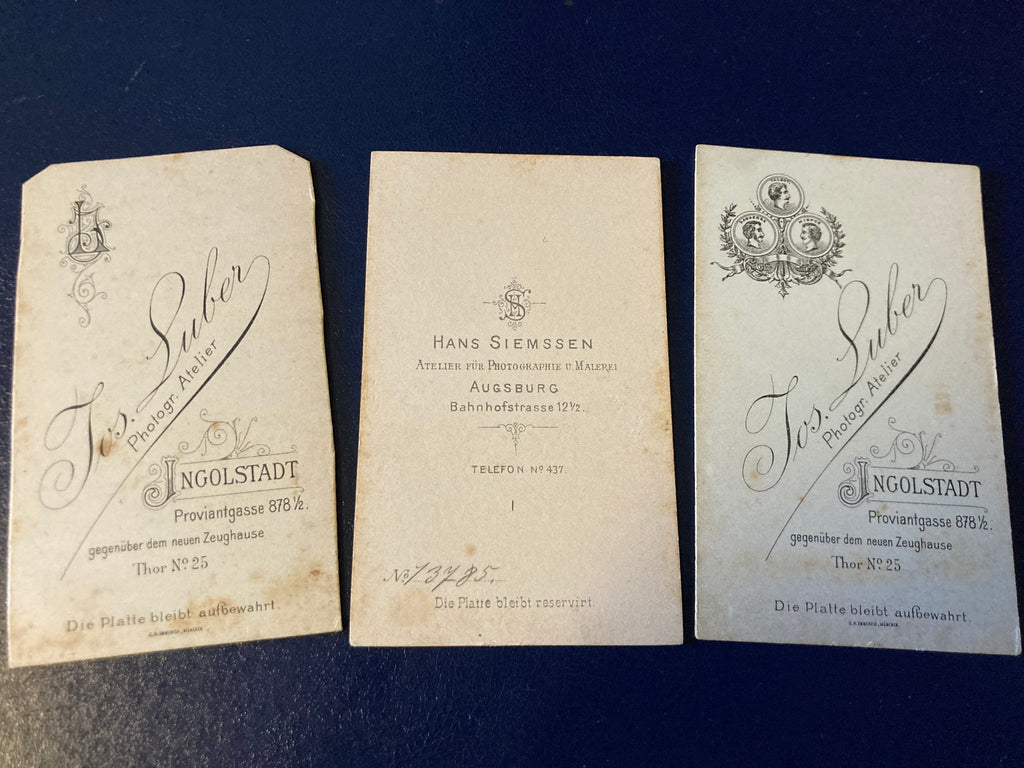 Jos. Luber
Photogr. Atelier
INGOLSTADT
Proviantgasse 878 ½.
gegenüber dem neuen Zeughause
Thor No. 25
Die Platte bleibt aufbewahrt.
HANS SIEMSSEN
ATELIER FÜR PHOTOGRAPHIE U. MALEREI
AUGSBURG
Bahnhofstrasse 12½.
TELEFON No. 437.
I
No. 13785.
Die Platte bleibt reservirt.
Jos. Luber
Photogr. Atelier
INGOLSTADT
Proviantgasse 878 ½.
gegenüber dem neuen Zeughause
Thor No. 25
Die Platte bleibt aufbewahrt.